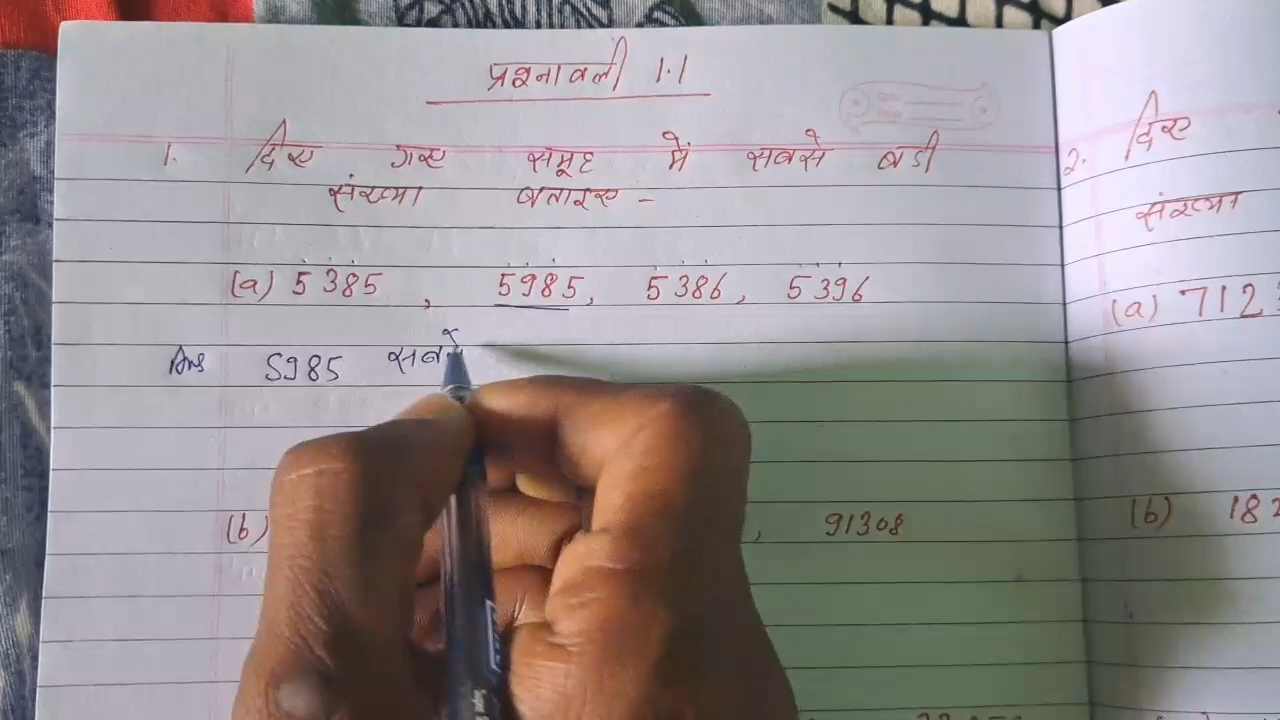 प्रश्नावली 1.1
1. दिए गए समूह में सबसे बडी
संख्या बताइए -
(a) 5385 , 5985, 5386, 5396
Ans 5985
(b) , 91308
2. दिए
संख्या
(a) 712
(b) 18